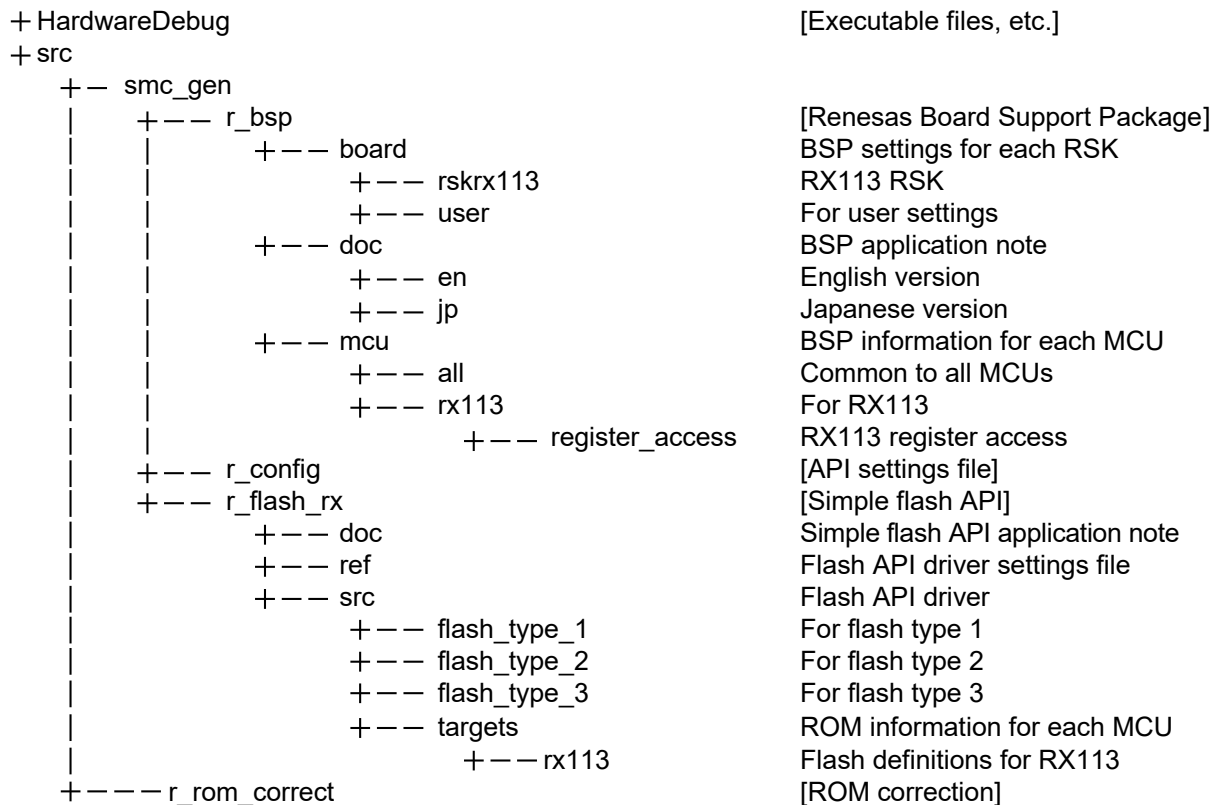 HardwareDebug [Executable files, etc.]
src
smc_gen
r_bsp [Renesas Board Support Package]
board BSP settings for each RSK
rskrx113 RX113 RSK
user For user settings
doc BSP application note
en English version
jp Japanese version
mcu BSP information for each MCU
all Common to all MCUs
rx113 For RX113
register_access RX113 register access
r_config [API settings file]
r_flash_rx [Simple flash API]
doc Simple flash API application note
ref Flash API driver settings file
src Flash API driver
flash_type_1 For flash type 1
flash_type_2 For flash type 2
flash_type_3 For flash type 3
targets ROM information for each MCU
rx113 Flash definitions for RX113
r_rom_correct [ROM correction]